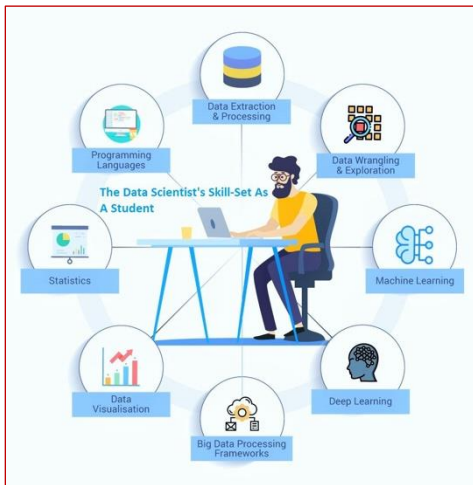 Data Extraction
& Processing
Programming
Languages
Data Wrangling
& Exploration
The Data Scientist's Skill-Set As
A Student
Statistics
Machine Learning
Data
Visualisation
Deep Learning
Big Data Processing
Frameworks